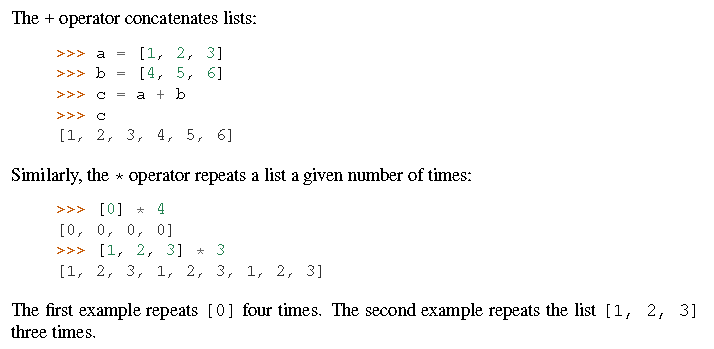 The + operator concatenates lists:
>>> a = [1, 2, 3]
>>> b = [4, 5, 6]
>>> c = a + b
>>> c
[1, 2, 3, 4, 5, 6]
Similarly, the * operator repeats a list a given number of times:
>>> [0] * 4
[0, 0, 0, 0]
>>> [1, 2, 3] * 3
[1, 2, 3, 1, 2, 3, 1, 2, 3]
The first example repeats [0] four times. The second example repeats the list [1, 2, 3]
three times.